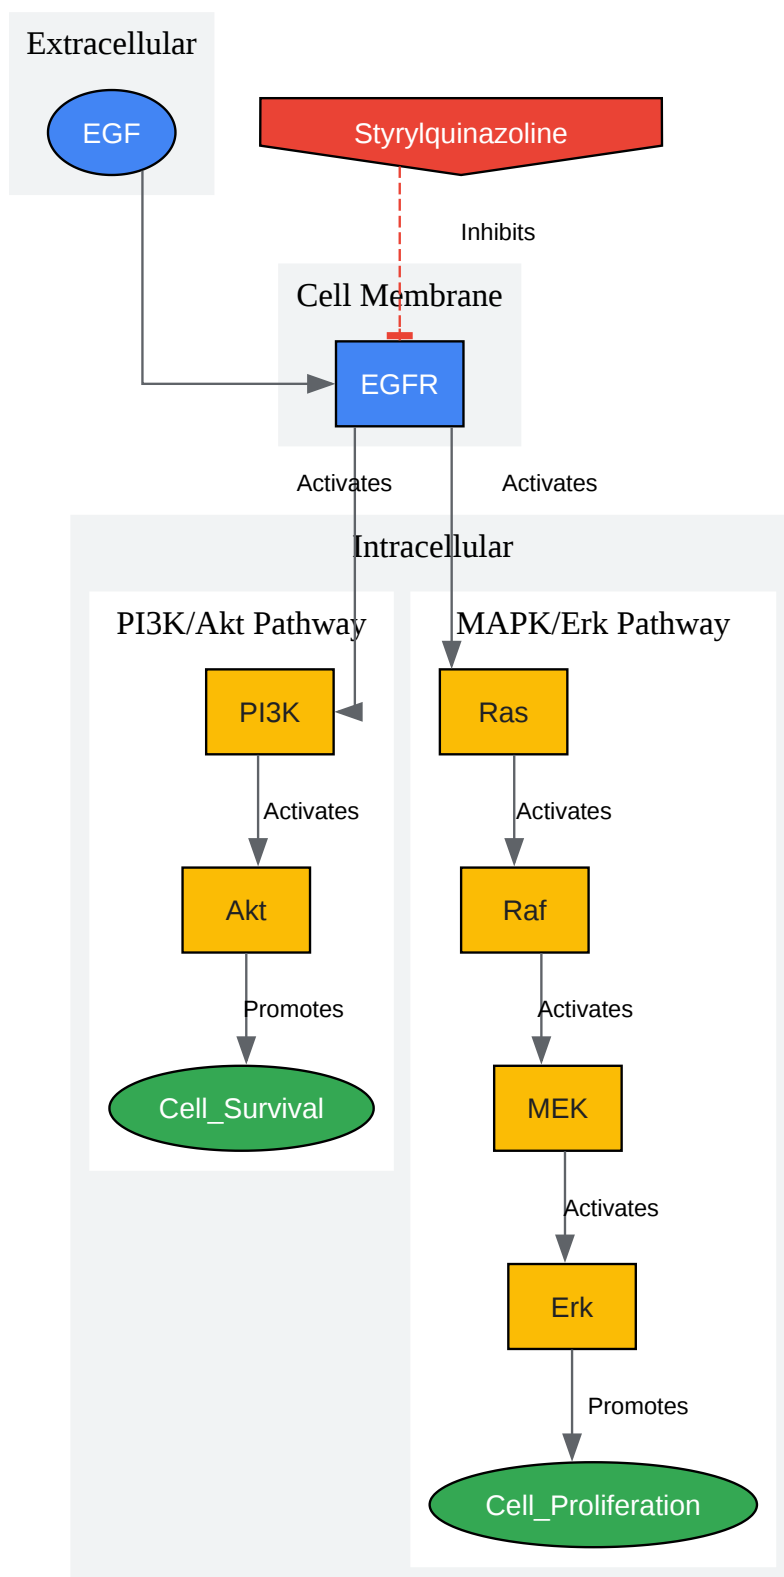 Extracellular
EGF
Styrylquinazoline
Inhibits
Cell Membrane
EGFR
Activates
Activates
Intracellular
PI3K/Akt Pathway
MAPK/Erk Pathway
PI3K
Ras
Activates
Activates
Akt
Raf
Promotes
Activates
Cell_Survival
MEK
Activates
Erk
Promotes
Cell_Proliferation